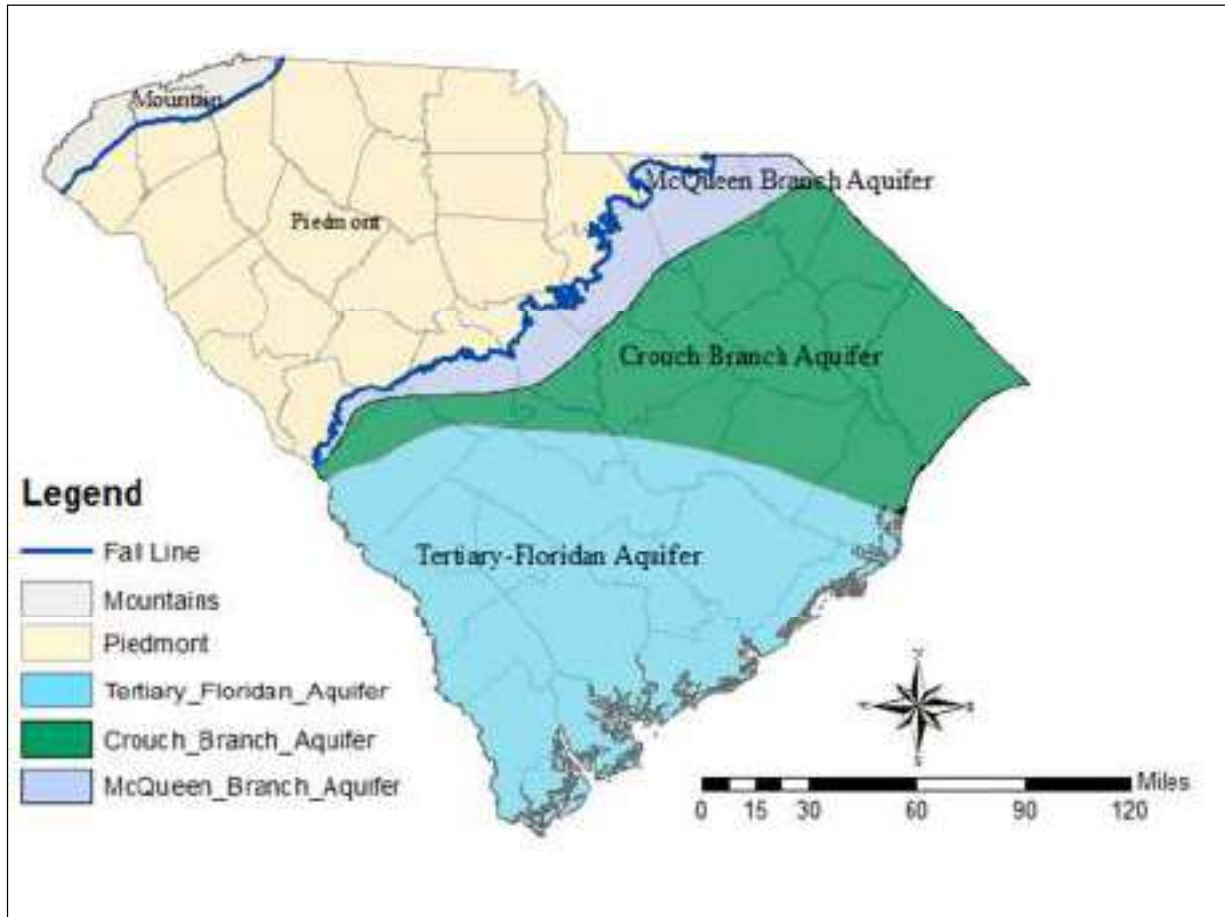 Mountain
McQueen Branch Aquifer
Piedmont
Crouch Branch Aquifer
Tertiary-Floridan Aquifer
Legend
Fall Line
Mountains
Piedmont
Tertiary_Floridan_Aquifer
Crouch_Branch_Aquifer
McQueen_Branch_Aquifer
Miles
0 15 30 60 90 120